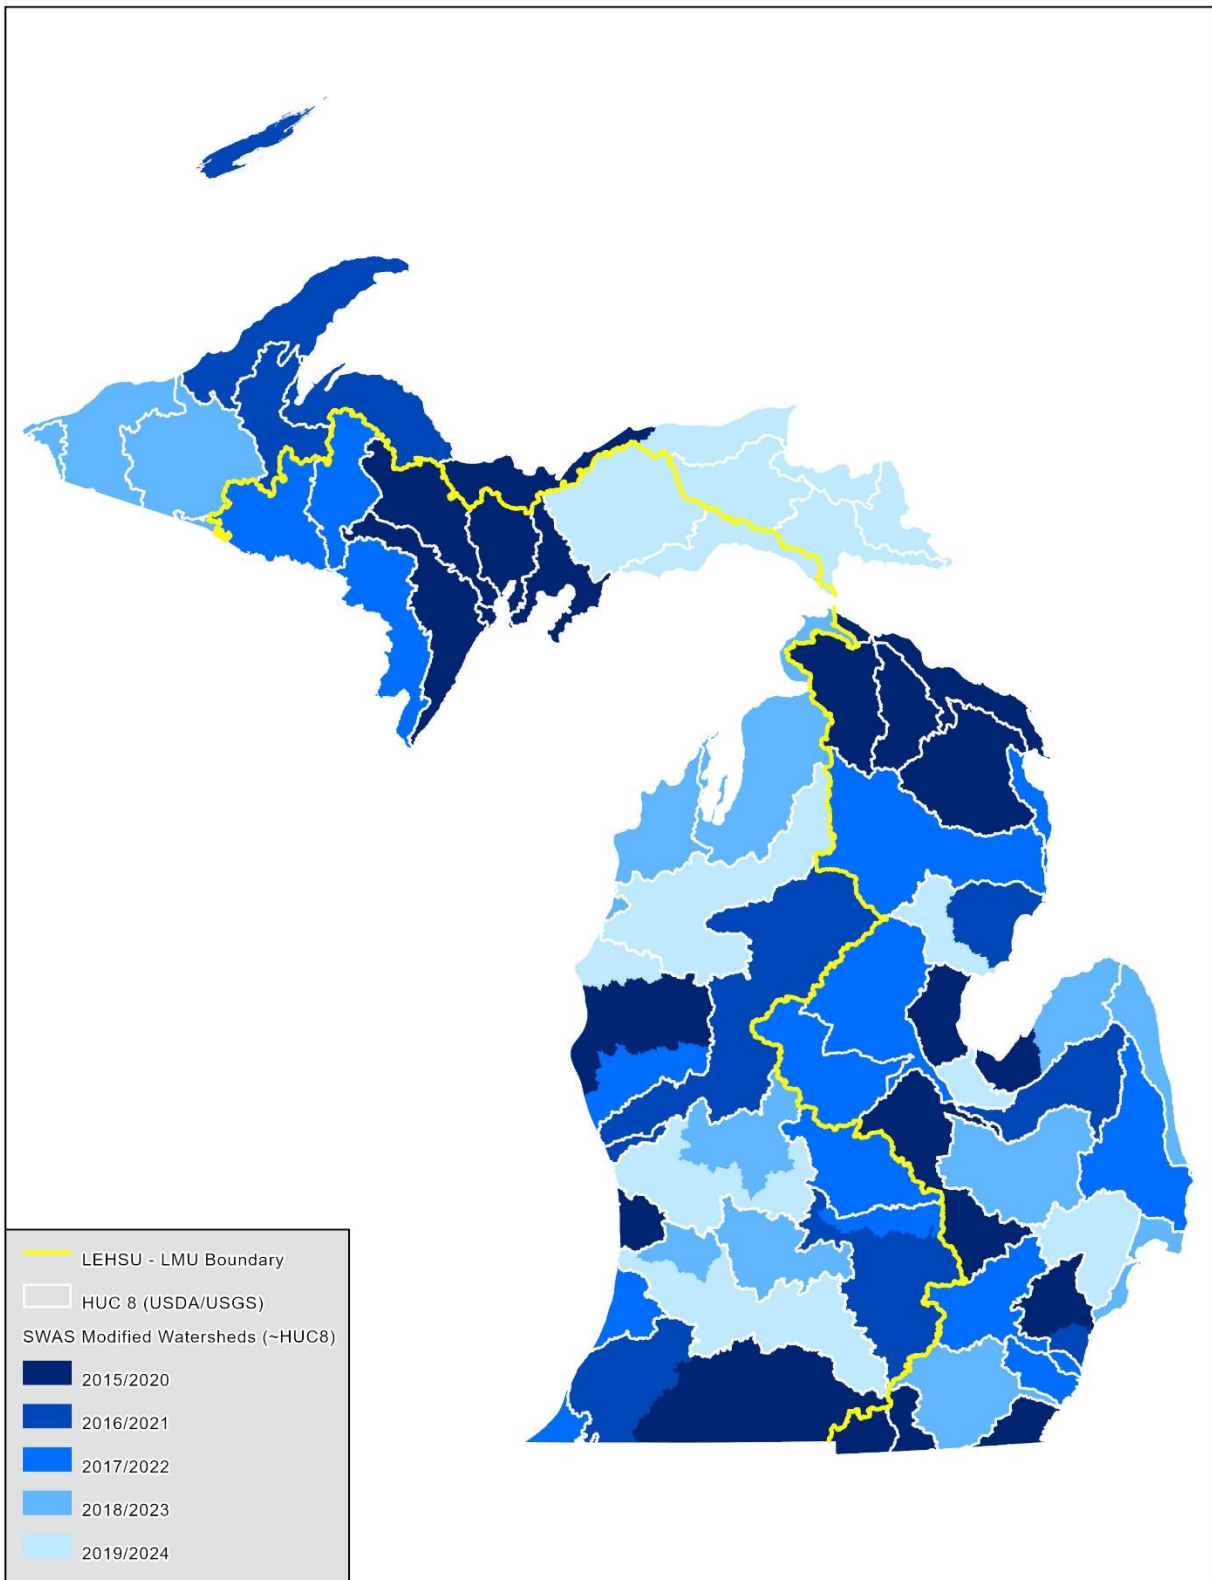 LEHSU - LMU Boundary
HUC 8 (USDA/USGS)
SWAS Modified Watersheds (~HUC8)
2015/2020
2016/2021
2017/2022
2018/2023
2019/2024